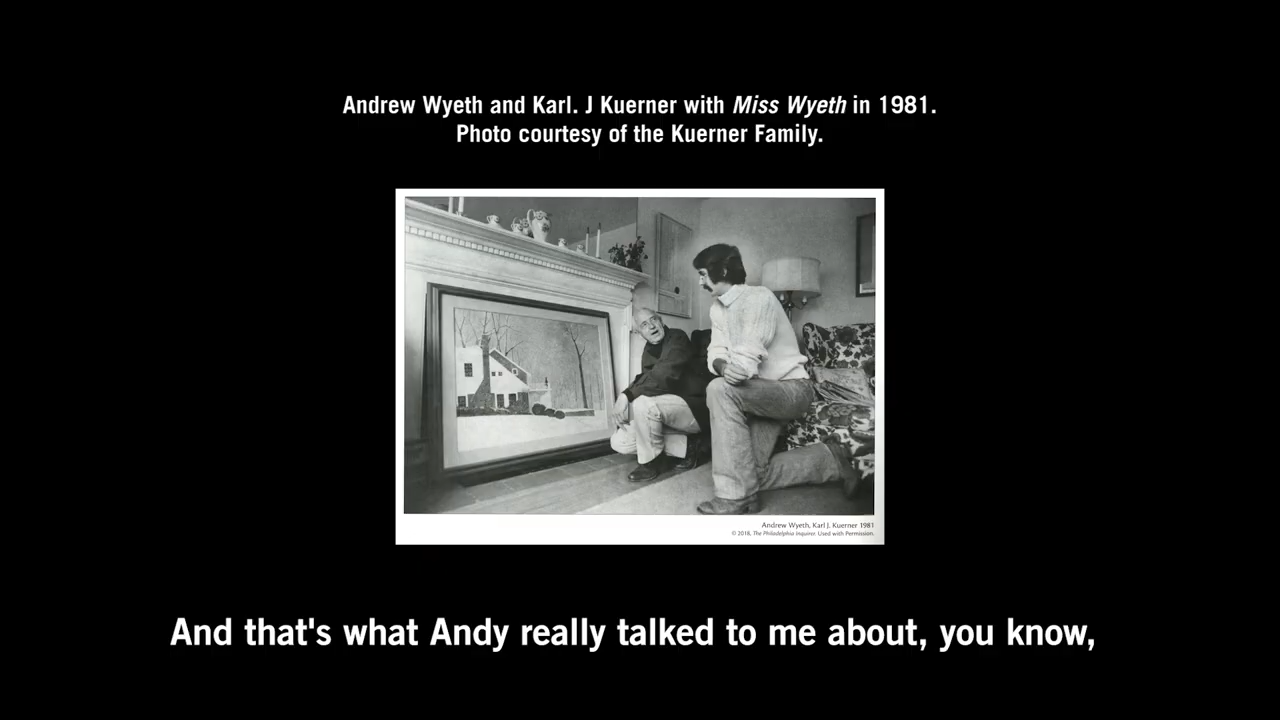 Andrew Wyeth and Karl. J Kuerner with Miss Wyeth in 1981.
Photo courtesy of the Kuerner Family.
Andrew Wyeth, Karl J. Kuerner 1981
© 2018, The Philadelphia Inquirer. Used with Permission.
And that's what Andy really talked to me about, you know,